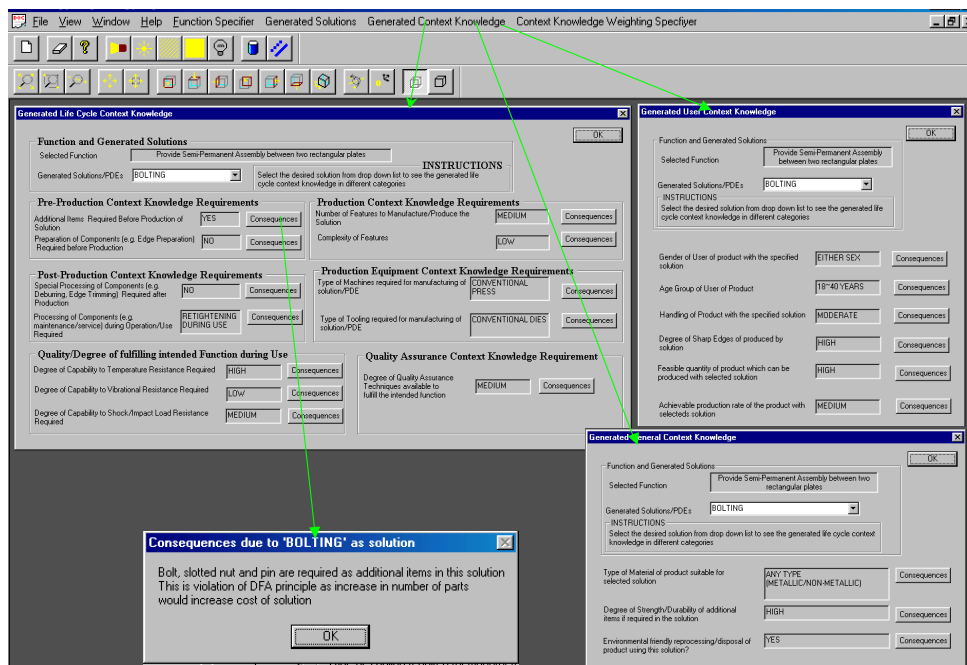 File View Window Help Function Specifier Generated Solutions Generated Context Knowledge Context Knowledge Weighting Specfiyer
Generated Life Cycle Context Knowledge
OK
Function and Generated Solutions
Selected Function
Provide Semi-Permanent Assembly between two rectangular plates
Generated Solutions/PDEs
BOLTING
INSTRUCTIONS
Select the desired solution from drop down list to see the generated life
cycle context knowledge in different categories
Pre-Production Context Knowledge Requirements
Additional Items Required Before Production of
Solution
YES
Consequences
Preparation of Components (e.g. Edge Preparation)
Required before Production
NO
Consequences
Production Context Knowledge Requirements
Number of Features to Manufacture/Produce the
Solution
MEDIUM
Consequences
Complexity of Features
LOW
Consequences
Post-Production Context Knowledge Requirements
Special Processing of Components (e.g.
Deburing, Edge Trimming) Required after
Production
NO
Consequences
Processing of Components (e.g.
maintenance/service) during Operation/Use
Required
RETIGHTENING
DURING USE
Consequences
Production Equipment Context Knowledge Requirements
Type of Machines required for manufacturing of
solution/PDE
CONVENTIONAL
PRESS
Consequences
Type of Tooling required for manufacturing of
solution/PDE
CONVENTIONAL DIES
Consequences
Quality/Degree of fulfilling intended Function during Use
Degree of Capability to Temperature Resistance Required
HIGH
Consequences
Degree of Capability to Vibrational Resistance Required
LOW
Consequences
Degree of Capability to Shock/Impact Load Resistance
Required
MEDIUM
Consequences
Quality Assurance Context Knowledge Requirement
Degree of Quality Assurance
Techniques available to
fulfill the intended function
MEDIUM
Consequences
Generated User Context Knowledge
OK
Function and Generated Solutions
Selected Function
Provide Semi-Permanent Assembly
between two rectangular plates
Generated Solutions/PDEs
BOLTING
INSTRUCTIONS
Select the desired solution from drop down list to see the generated life
cycle context knowledge in different categories
Gender of User of product with the specified
solution
EITHER SEX
Consequences
Age Group of User of Product
18~40 YEARS
Consequences
Handling of Product with the specified solution
MODERATE
Consequences
Degree of Sharp Edges of produced by
solution
HIGH
Consequences
Feasible quantity of product which can be
produced with selected solution
HIGH
Consequences
Achievable production rate of the product with
selecteds solution
MEDIUM
Consequences
Generated General Context Knowledge
OK
Function and Generated Solutions
Selected Function
Provide Semi-Permanent Assembly between two
rectangular plates
Generated Solutions/PDEs
BOLTING
INSTRUCTIONS
Select the desired solution from drop down list to see the generated life cycle context
knowledge in different categories
Type of Material of product suitable for
selected solution
ANY TYPE
(METALLIC/NON-METALLIC)
Consequences
Degree of Strength/Durability of additional
items if required in the solution
HIGH
Consequences
Environmental friendly reprocessing/disposal of
product using this solution?
YES
Consequences
Consequences due to 'BOLTING' as solution
Bolt, slotted nut and pin are required as additional items in this solution
This is violation of DFA principle as increase in number of parts
would increase cost of solution
OK